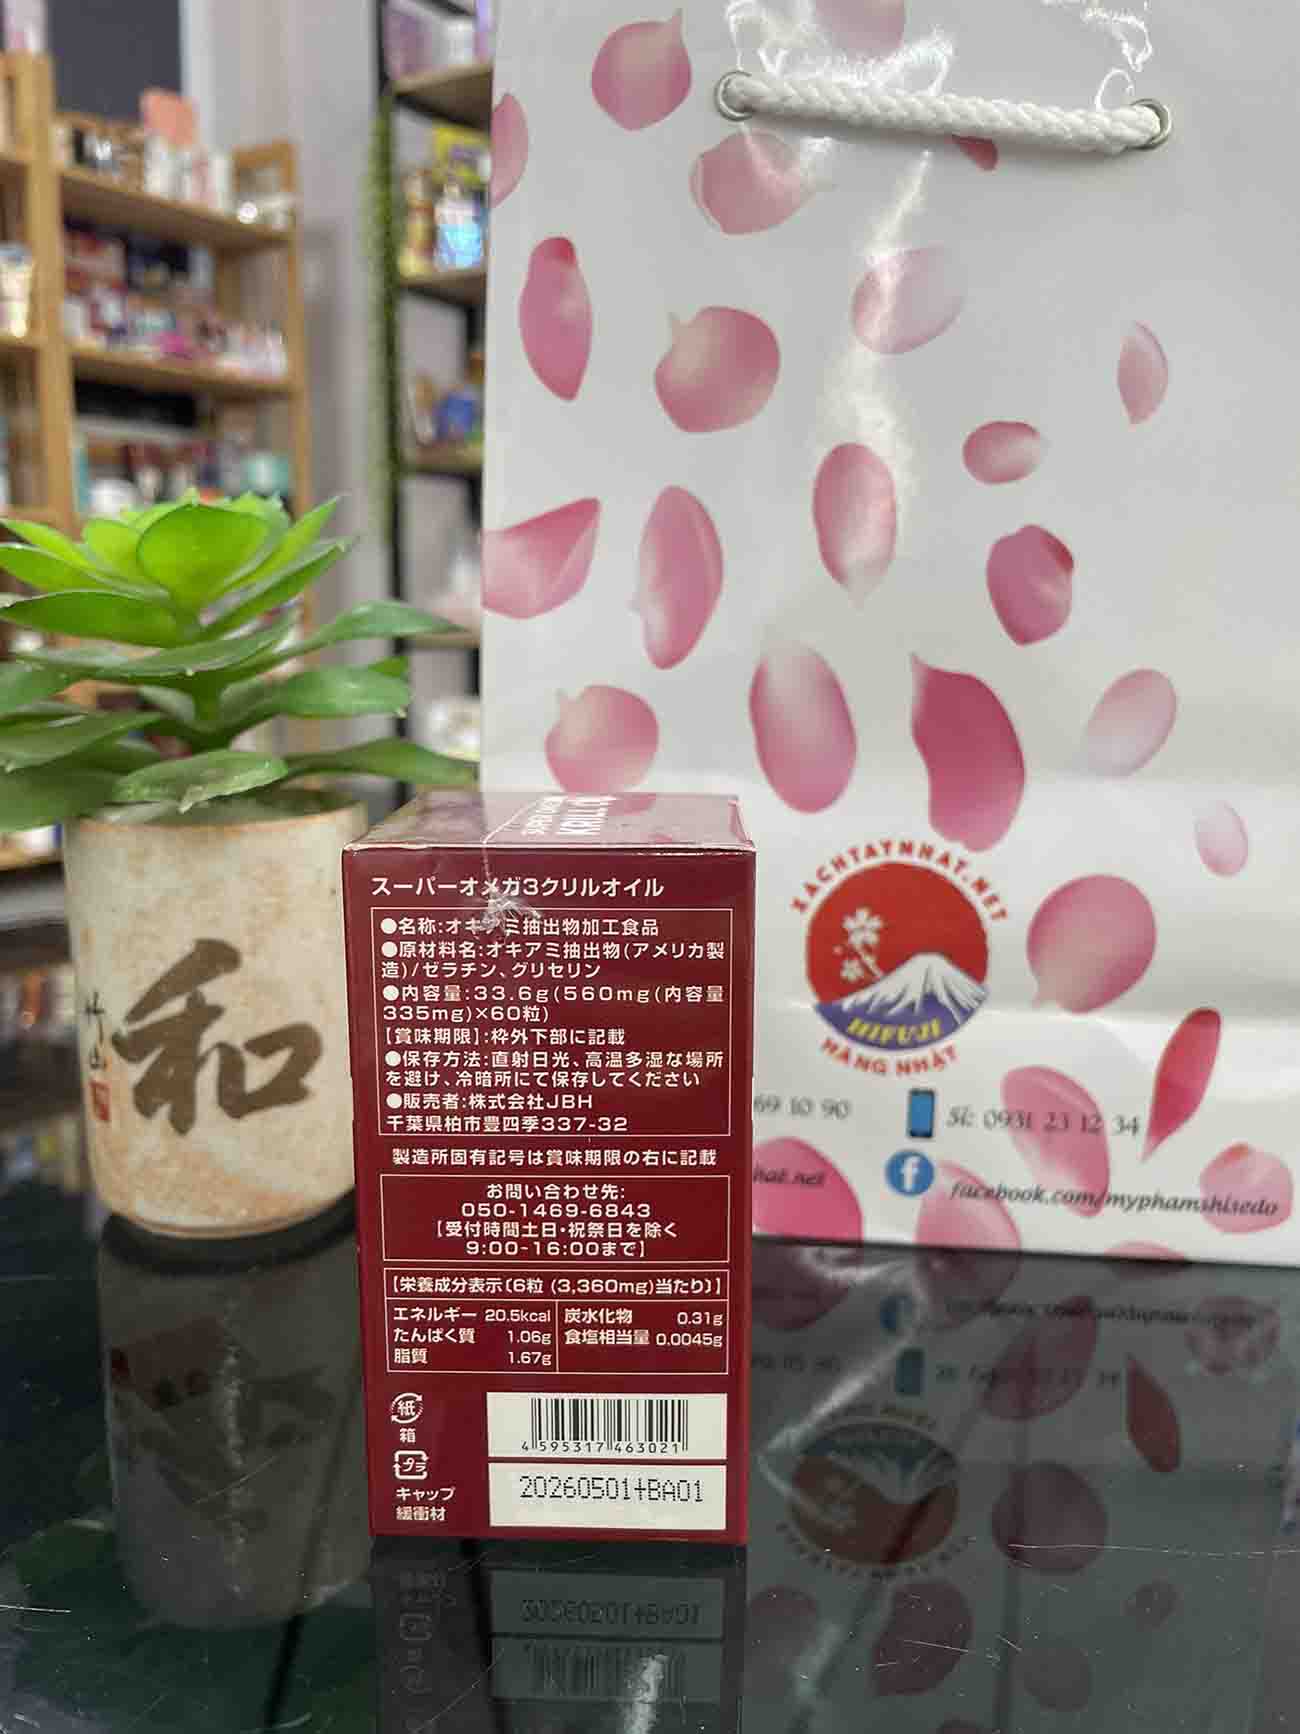 スーパーオメガ3クリルオイル
●名称:オキアミ抽出物加工食品
●原材料名:オキアミ抽出物(アメリカ製
造)/ゼラチン、グリセリン
●内容量:33.6g(560mg(内容量
335mg)×60粒)
【賞味期限】:枠外下部に記載
●保存方法:直射日光、高温多湿な場所
を避け、冷暗所にて保存してください
●販売者:株式会社JBH
千葉県柏市豊四季337-32
製造所固有記号は賞味期限の右に記載
お問い合わせ先:
050-1469-6843
【受付時間土日・祝祭日を除く
9:00-16:00まで】
【栄養成分表示〔6粒 (3,360mg)当たり〕】
エネルギー 20.5kcal
たんぱく質 1.06g
脂質 1.67g
炭水化物 0.31g
食塩相当量 0.0045g
紙
箱
プラ
キャップ
緩衝材
4 595317 463021
20260501+BA01
和
XACHTAYNHAT.NET
HIFUJI
HÀNG NHẬT
69 10 90
Sỉ: 0931 23 12 34
hat.net
facebook.com/myphamshisedo